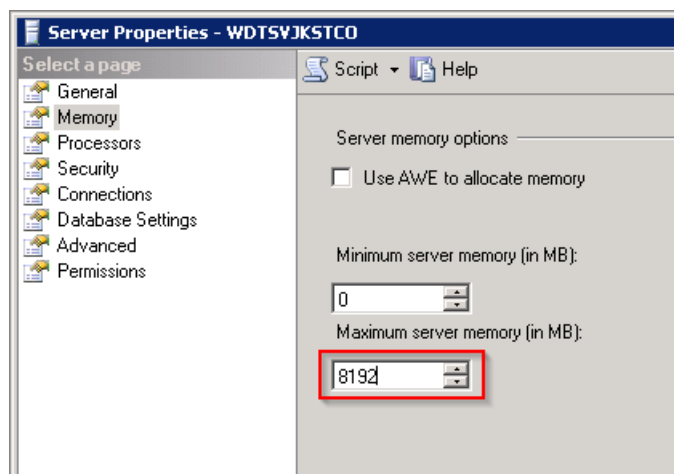 Server Properties - WDTSVJKSTCO
Select a page
General
Memory
Processors
Security
Connections
Database Settings
Advanced
Permissions
Script
Help
Server memory options
Use AWE to allocate memory
Minimum server memory (in MB):
0
Maximum server memory (in MB):
8192